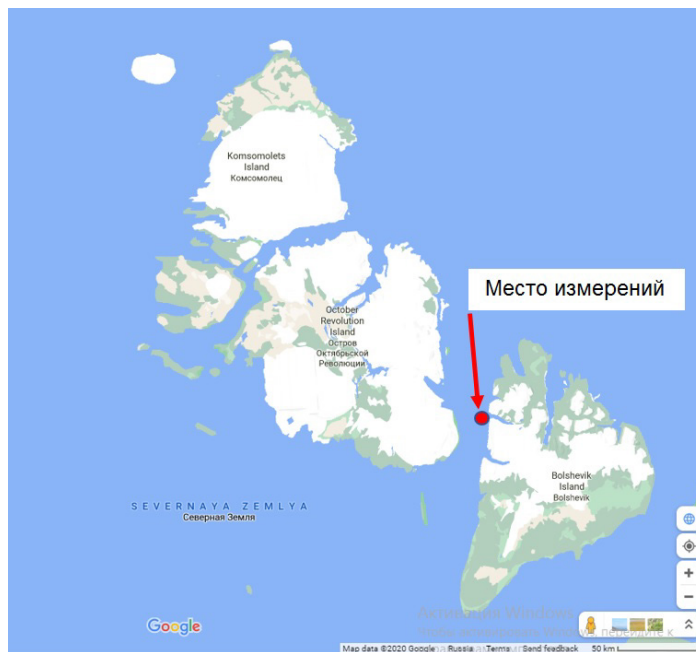 Komsomolets
Island
Комсомолец
Место измерений
October
Revolution
Island
Остров
Октябрьской
Революции
Bolshevik
Island
Bolshevik
SEVERNAYA ZEMLYA
Северная Земля
Активация Windows
Google
Map data ©2020 Google Russia Terms Send feedback 50 km